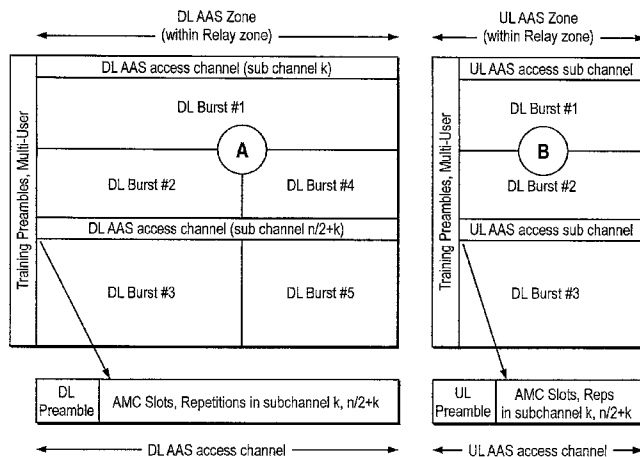 DL AAS Zone
(within Relay zone)
Training Preambles, Multi-User
DL AAS access channel (sub channel k)
DL Burst #1
A
DL Burst #2
DL Burst #4
DL AAS access channel (sub channel n/2+k)
DL Burst #3
DL Burst #5
DL Preamble
AMC Slots, Repetitions in subchannel k, n/2+k
DL AAS access channel
UL AAS Zone
(within Relay zone)
Training Preambles, Multi-User
UL AAS access sub channel
DL Burst #1
B
DL Burst #2
UL AAS access sub channel
DL Burst #3
UL
Preamble
AMC Slots, Reps
in subchannel k, n/2+k
UL AAS access channel